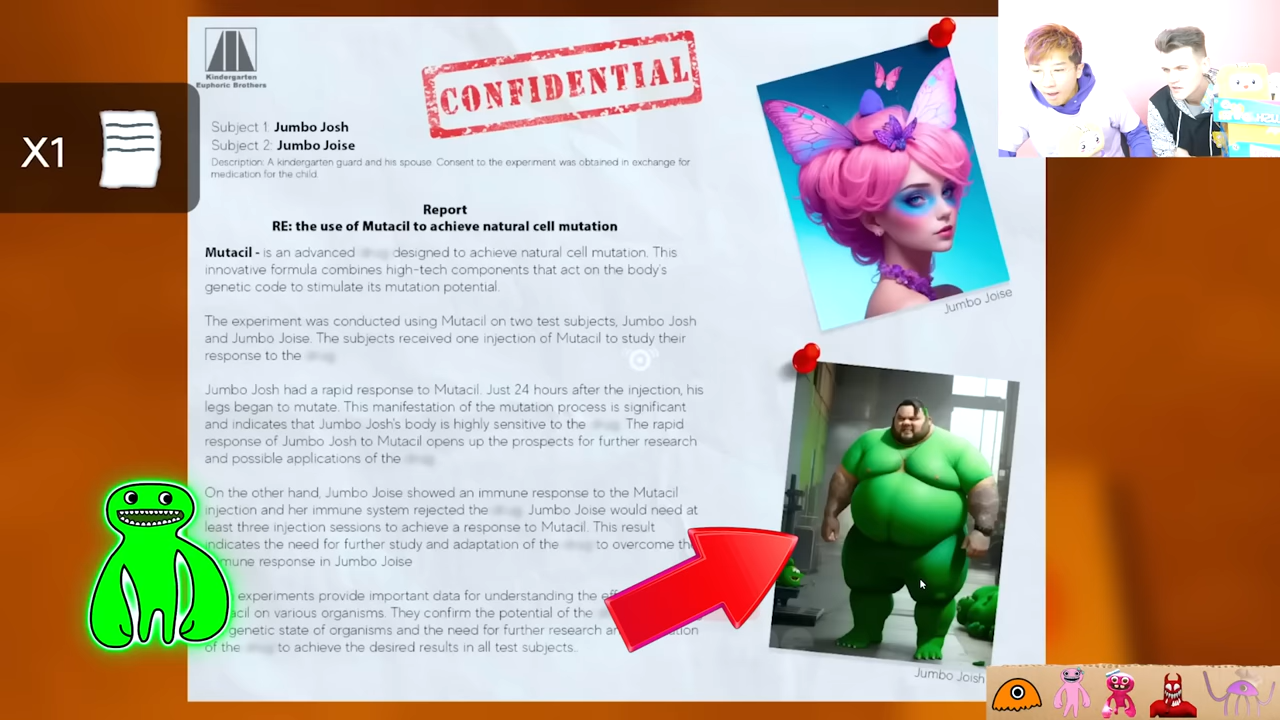 Kindergarten
Euphoric Brothers
CONFIDENTIAL
X1
Subject 1: Jumbo Josh
Subject 2: Jumbo Joise
Description: A kindergarten guard and his spouse. Consent to the experiment was obtained in exchange for
medication for the child
Report
RE: the use of Mutacil to achieve natural cell mutation
Mutacil - is an advanced designed to achieve natural cell mutation. This
innovative formula combines high-tech components that act on the body's
genetic code to stimulate its mutation potential.
The experiment was conducted using Mutacil on two test subjects, Jumbo Josh
and Jumbo Joise. The subjects received one injection of Mutacil to study their
response to the
Jumbo Josh had a rapid response to Mutacil. Just 24 hours after the injection, his
legs began to mutate. This manifestation of the mutation process is significant
and indicates that Jumbo Josh's body is highly sensitive to the The rapid
response of Jumbo Josh to Mutacil opens up the prospects for further research
and possible applications of the
On the other hand, Jumbo Joise showed an immune response to the Mutacil
injection and her immune system rejected the Jumbo Joise would need at
least three injection sessions to achieve a response to Mutacil. This result
indicates the need for further study and adaptation of the to overcome the
immune response in Jumbo Joise
experiments provide important data for understanding the
on various organisms. They confirm the potential of the
genetic state of organisms and the need for further research
of the to achieve the desired results in all test subjects..
Jumbo Joise
Jumbo Joish